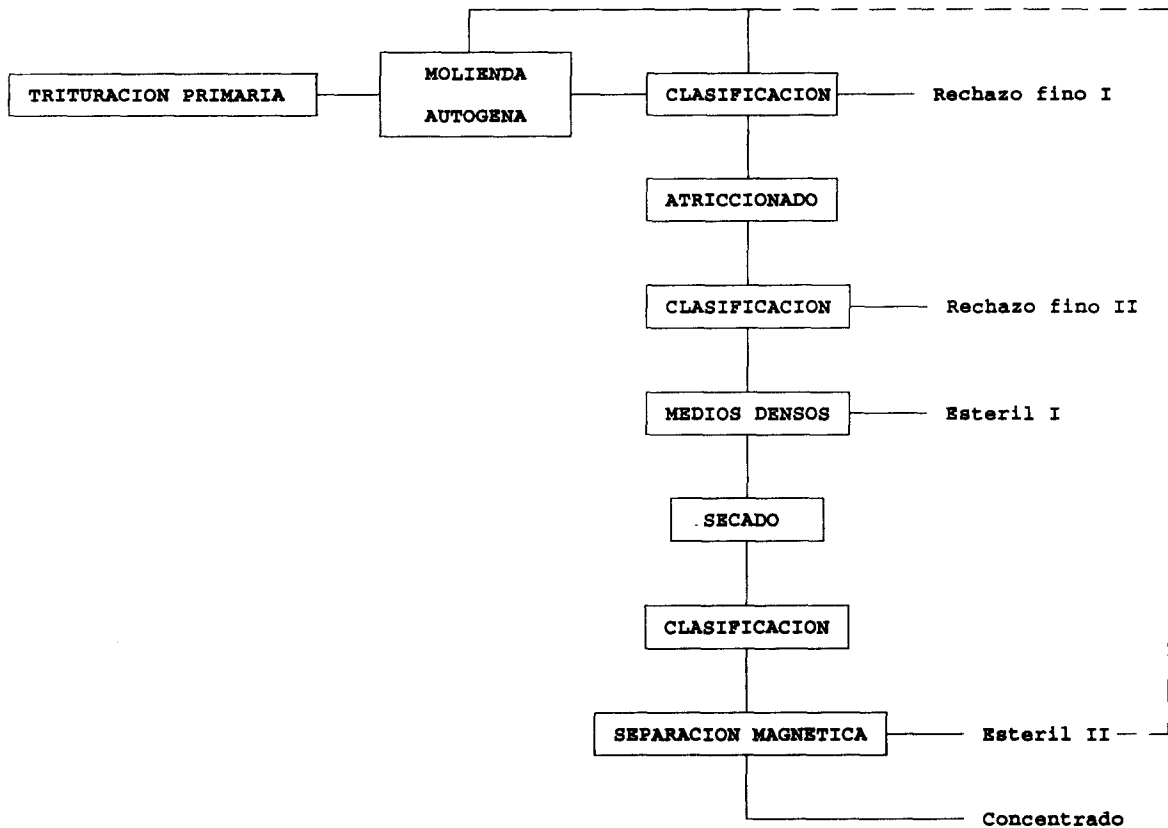 MOLIENDA
AUTOGENA
TRITURACION PRIMARIA
CLASIFICACION
Rechazo fino I
ATRICCIONADO
CLASIFICACION
Rechazo fino II
MEDIOS DENSOS
Esteril I
SECADO
CLASIFICACION
SEPARACION MAGNETICA
Esteril II
Concentrado